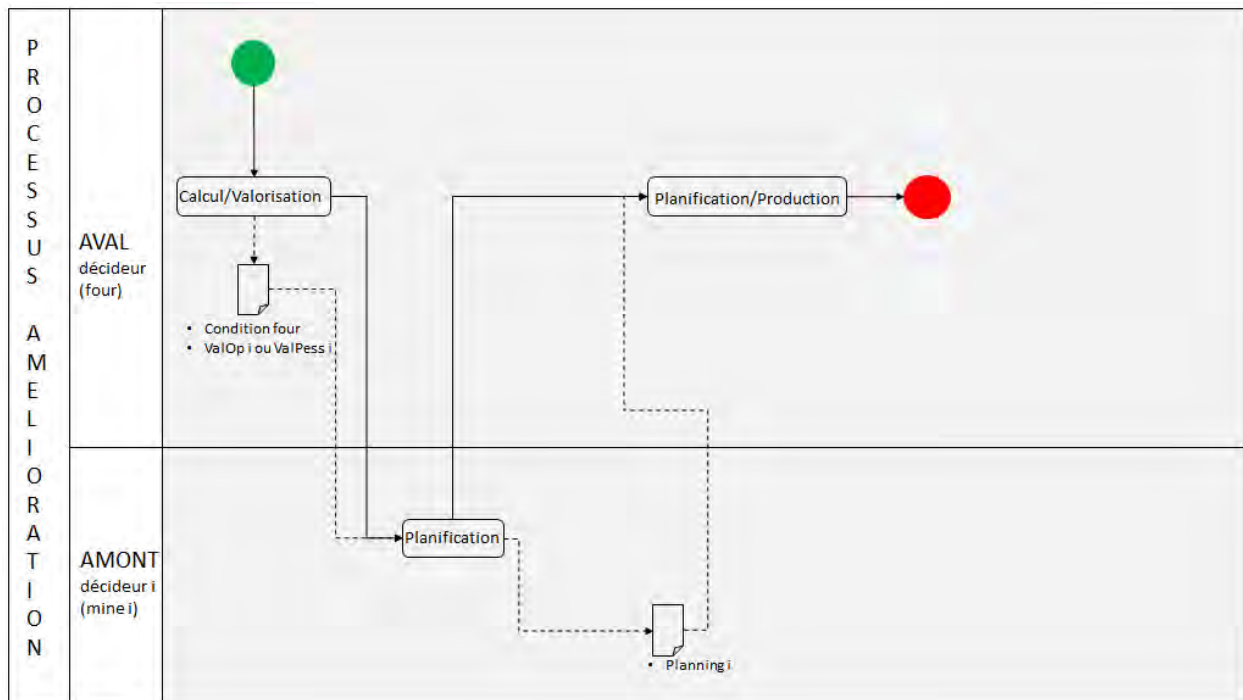 PROCESSUS AMELIORATION
AVAL
décideur
(four)
Calcul/Valorisation
• Condition four
• ValOp i ou ValPess i
Planification/Production
AMONT
décideur i
(mine i)
Planification
• Planning i